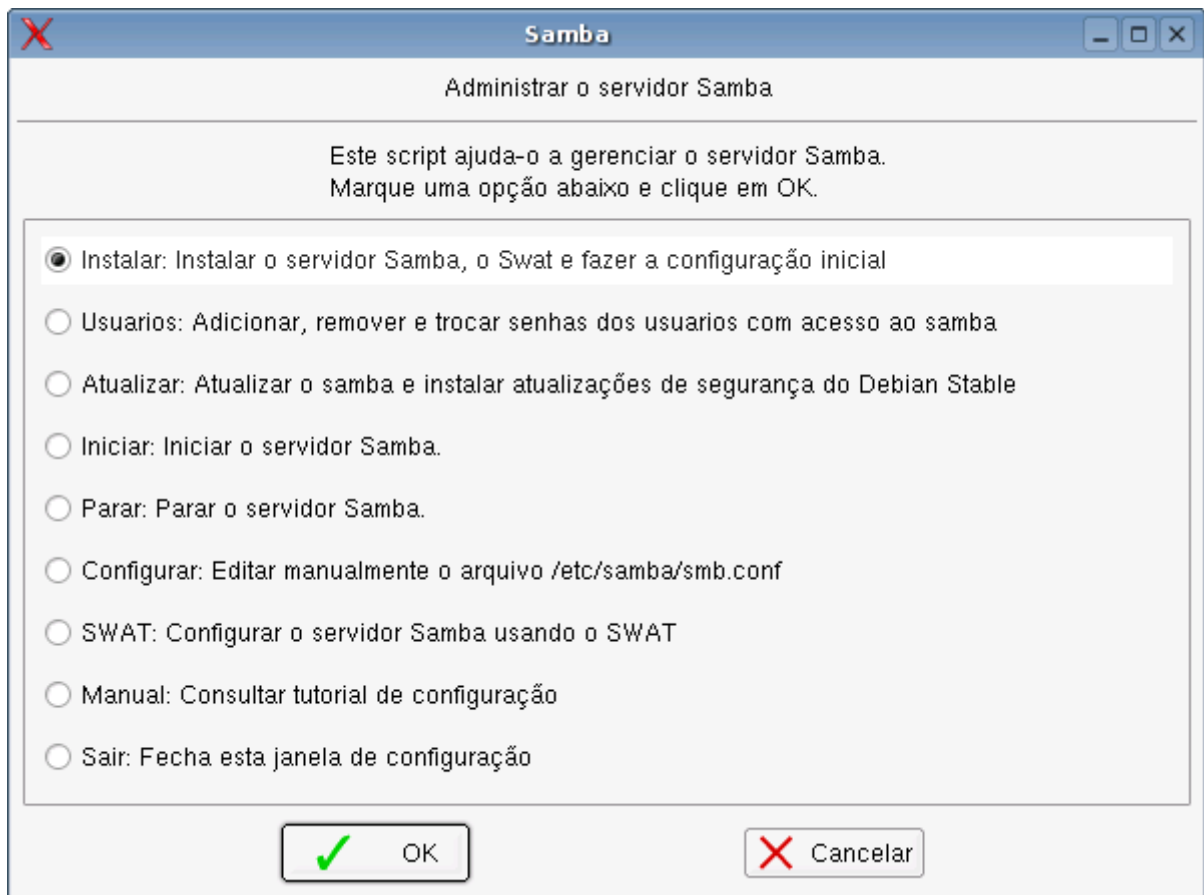 Samba
Administrar o servidor Samba
Este script ajuda-o a gerenciar o servidor Samba.
Marque uma opção abaixo e clique em OK.
Instalar: Instalar o servidor Samba, o Swat e fazer a configuração inicial
Usuarios: Adicionar, remover e trocar senhas dos usuarios com acesso ao samba
Atualizar: Atualizar o samba e instalar atualizações de segurança do Debian Stable
Iniciar: Iniciar o servidor Samba.
Parar: Parar o servidor Samba.
Configurar: Editar manualmente o arquivo /etc/samba/smb.conf
SWAT: Configurar o servidor Samba usando o SWAT
Manual: Consultar tutorial de configuração
Sair: Fecha esta janela de configuração
OK
Cancelar